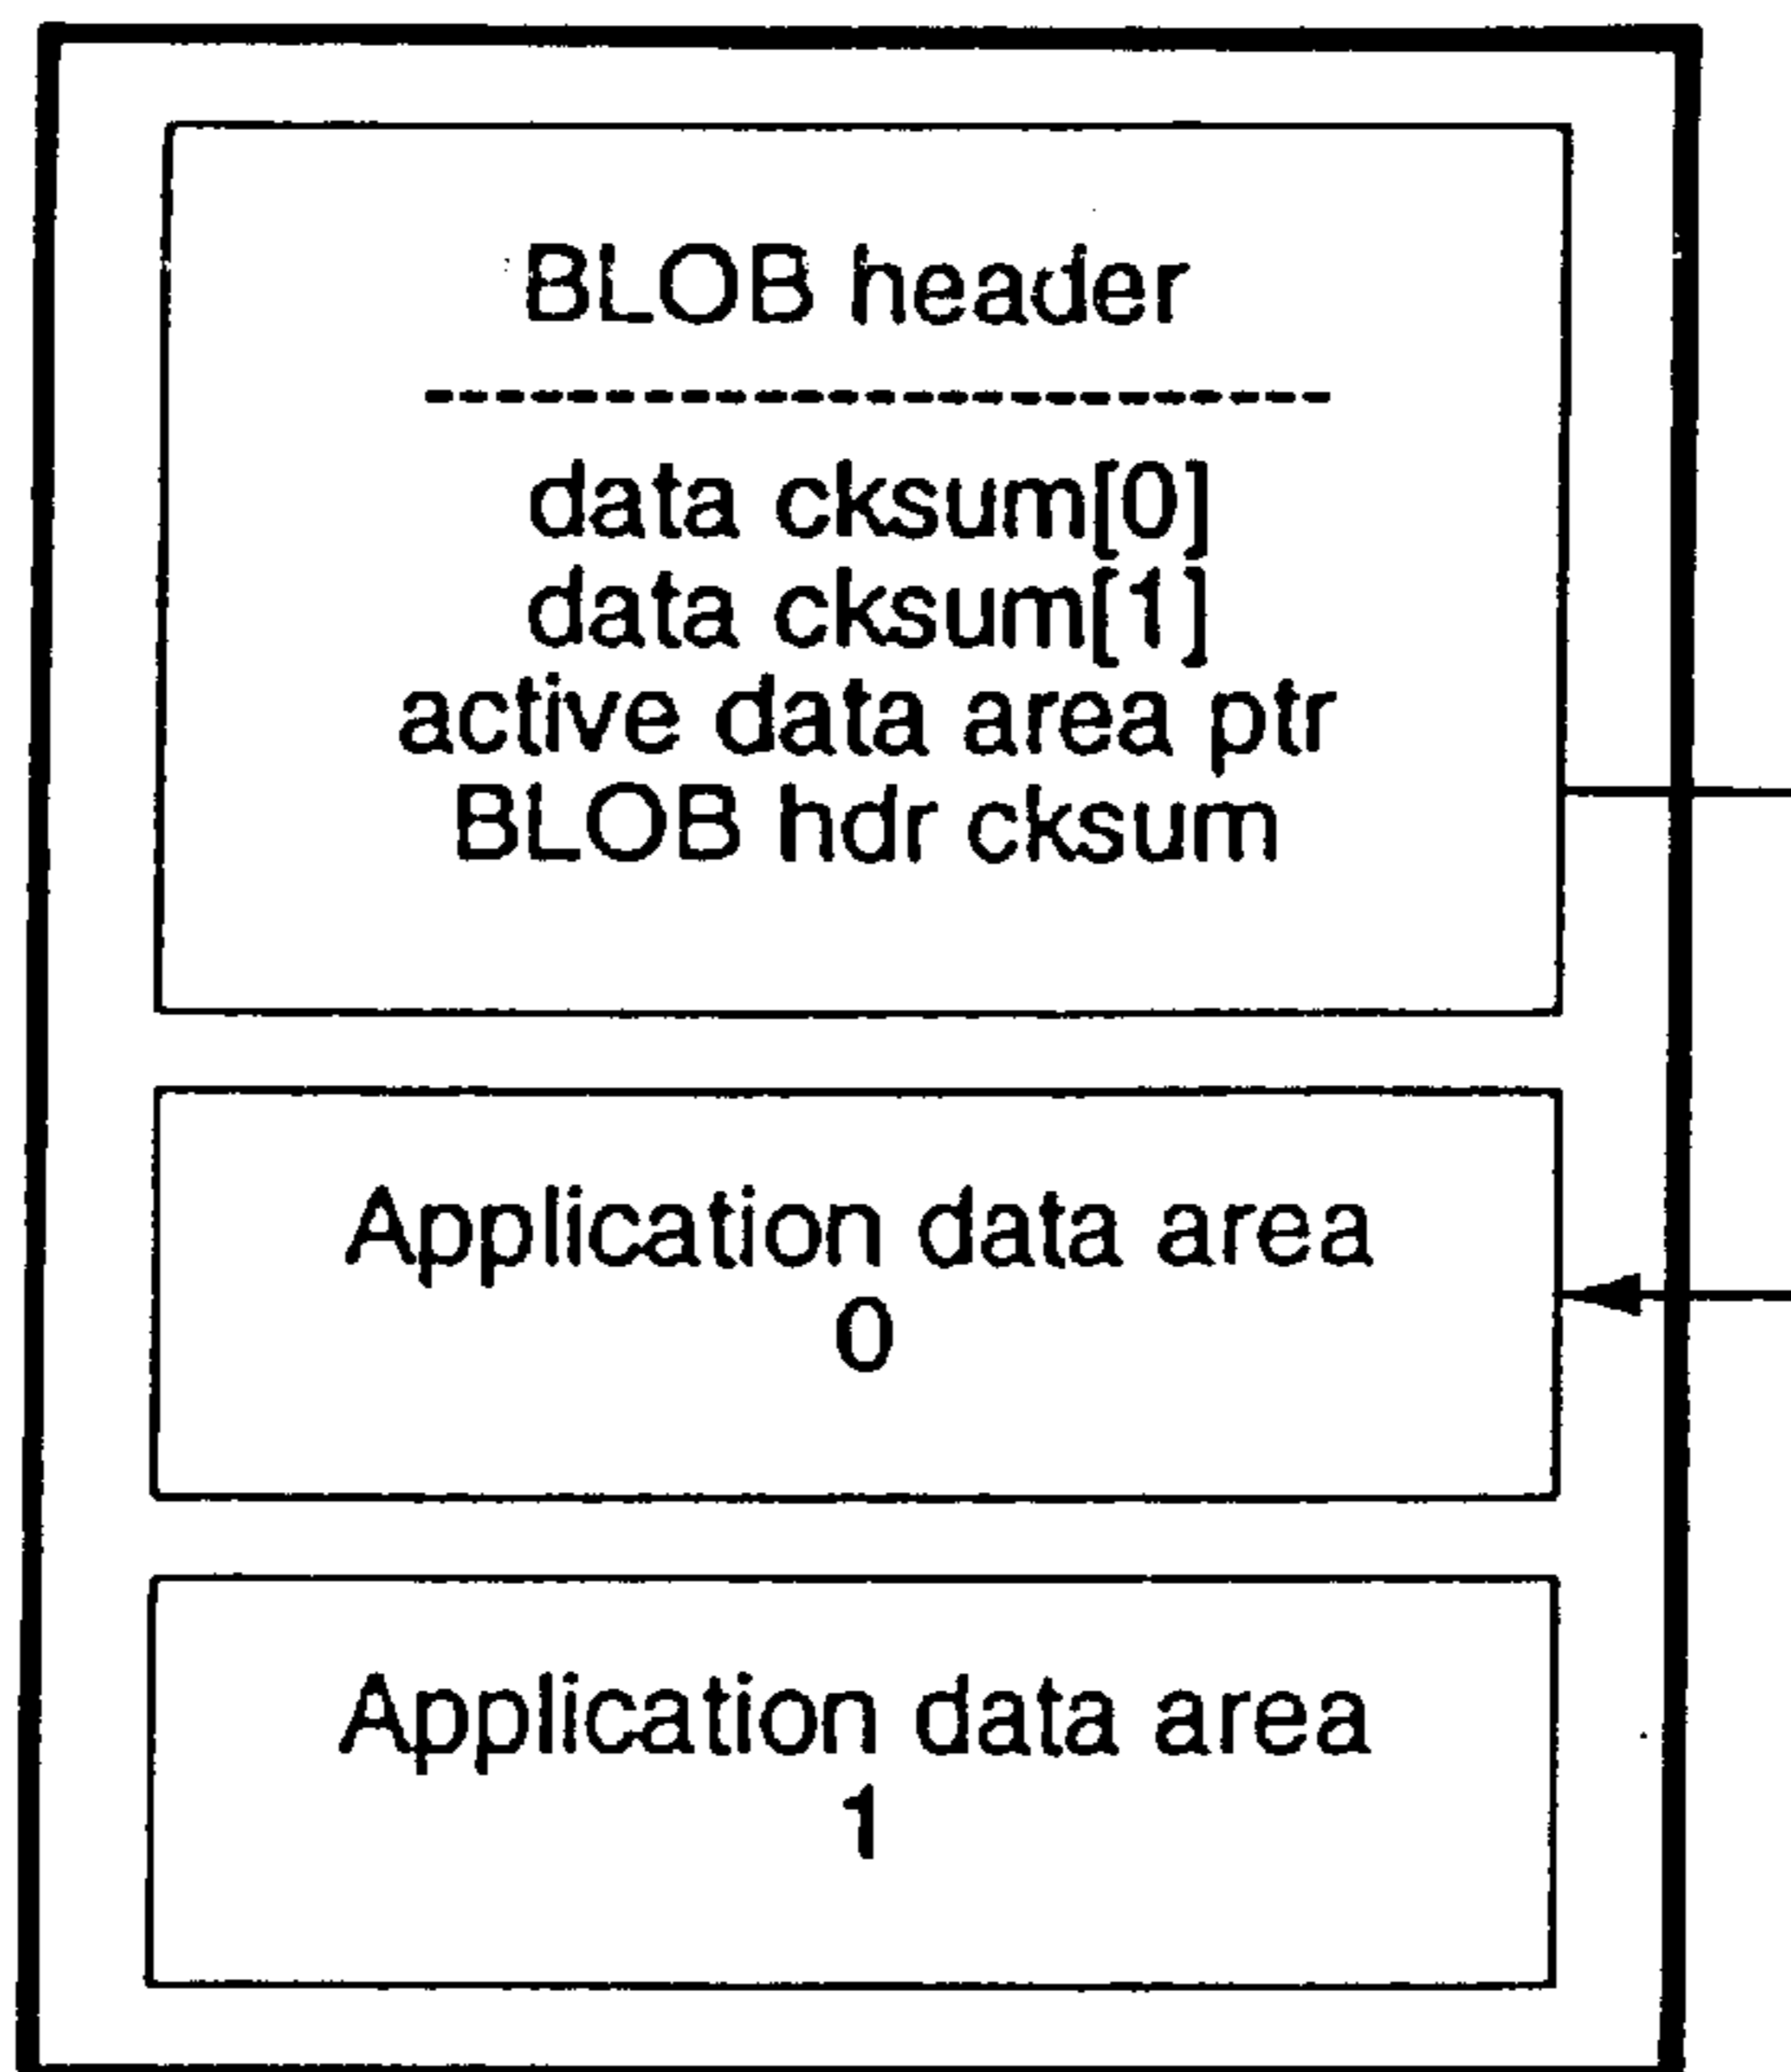 BLOB header
data cksum[0]
data cksum[1]
active data area ptr
BLOB hdr cksum
Application data area
0
Application data area
1